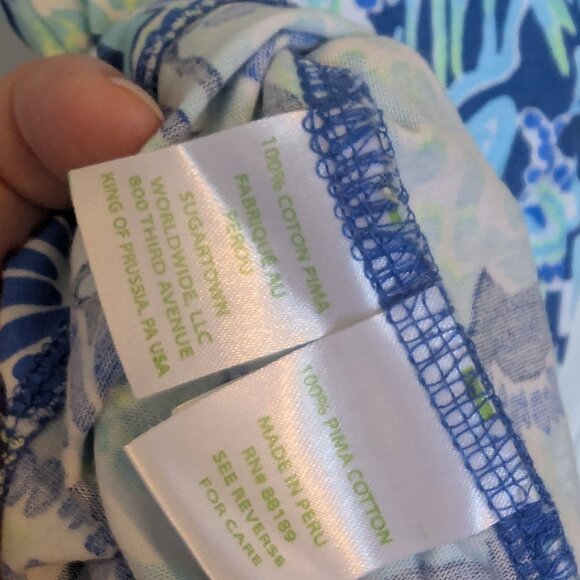 100% COTON PIMA
FABRIQUE AU
PEROU
SUGARTOWN
WORLDWIDE, LLC
800 THIRD AVENUE
KING OF PRUSSIA, PA USA
100% PIMA COTTON
MADE IN PERU
RN# 88189
SEE REVERSE
FOR CARE